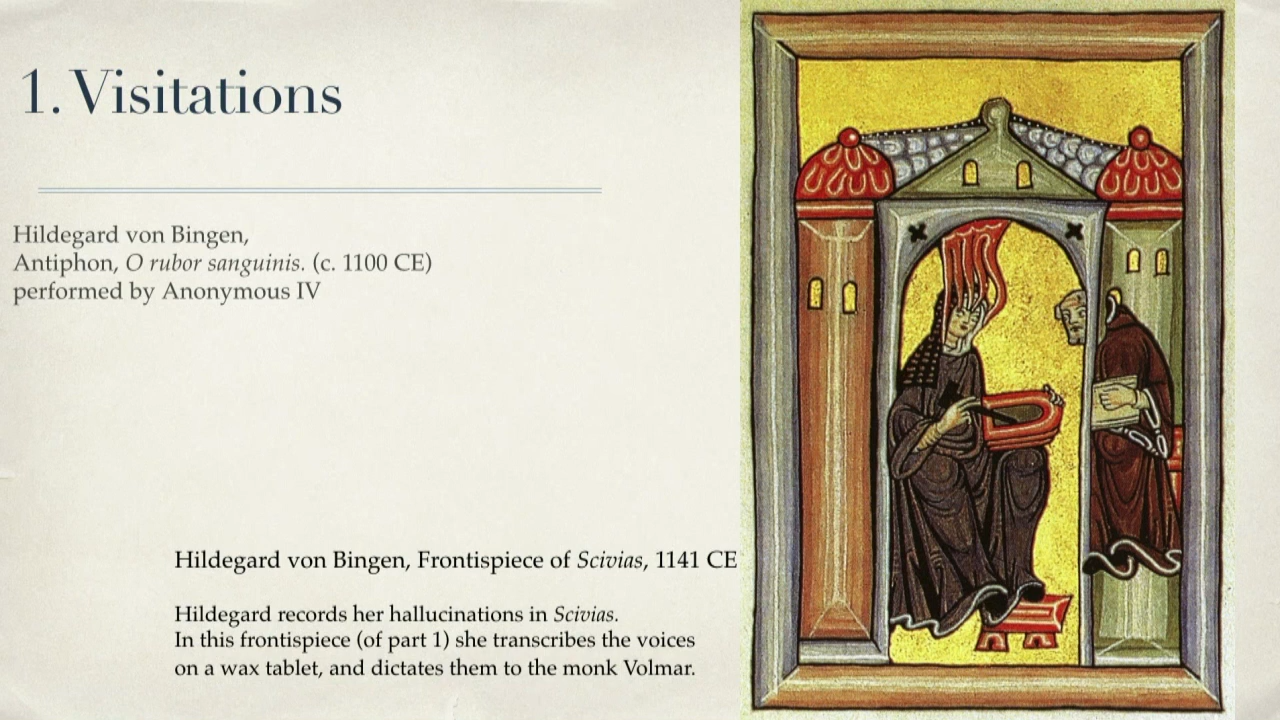 1. Visitations
Hildegard von Bingen,
Antiphon, O rubor sanguinis. (c. 1100 CE)
performed by Anonymous IV
Hildegard von Bingen, Frontispiece of Scivias, 1141 CE
Hildegard records her hallucinations in Scivias.
In this frontispiece (of part 1) she transcribes the voices
on a wax tablet, and dictates them to the monk Volmar.